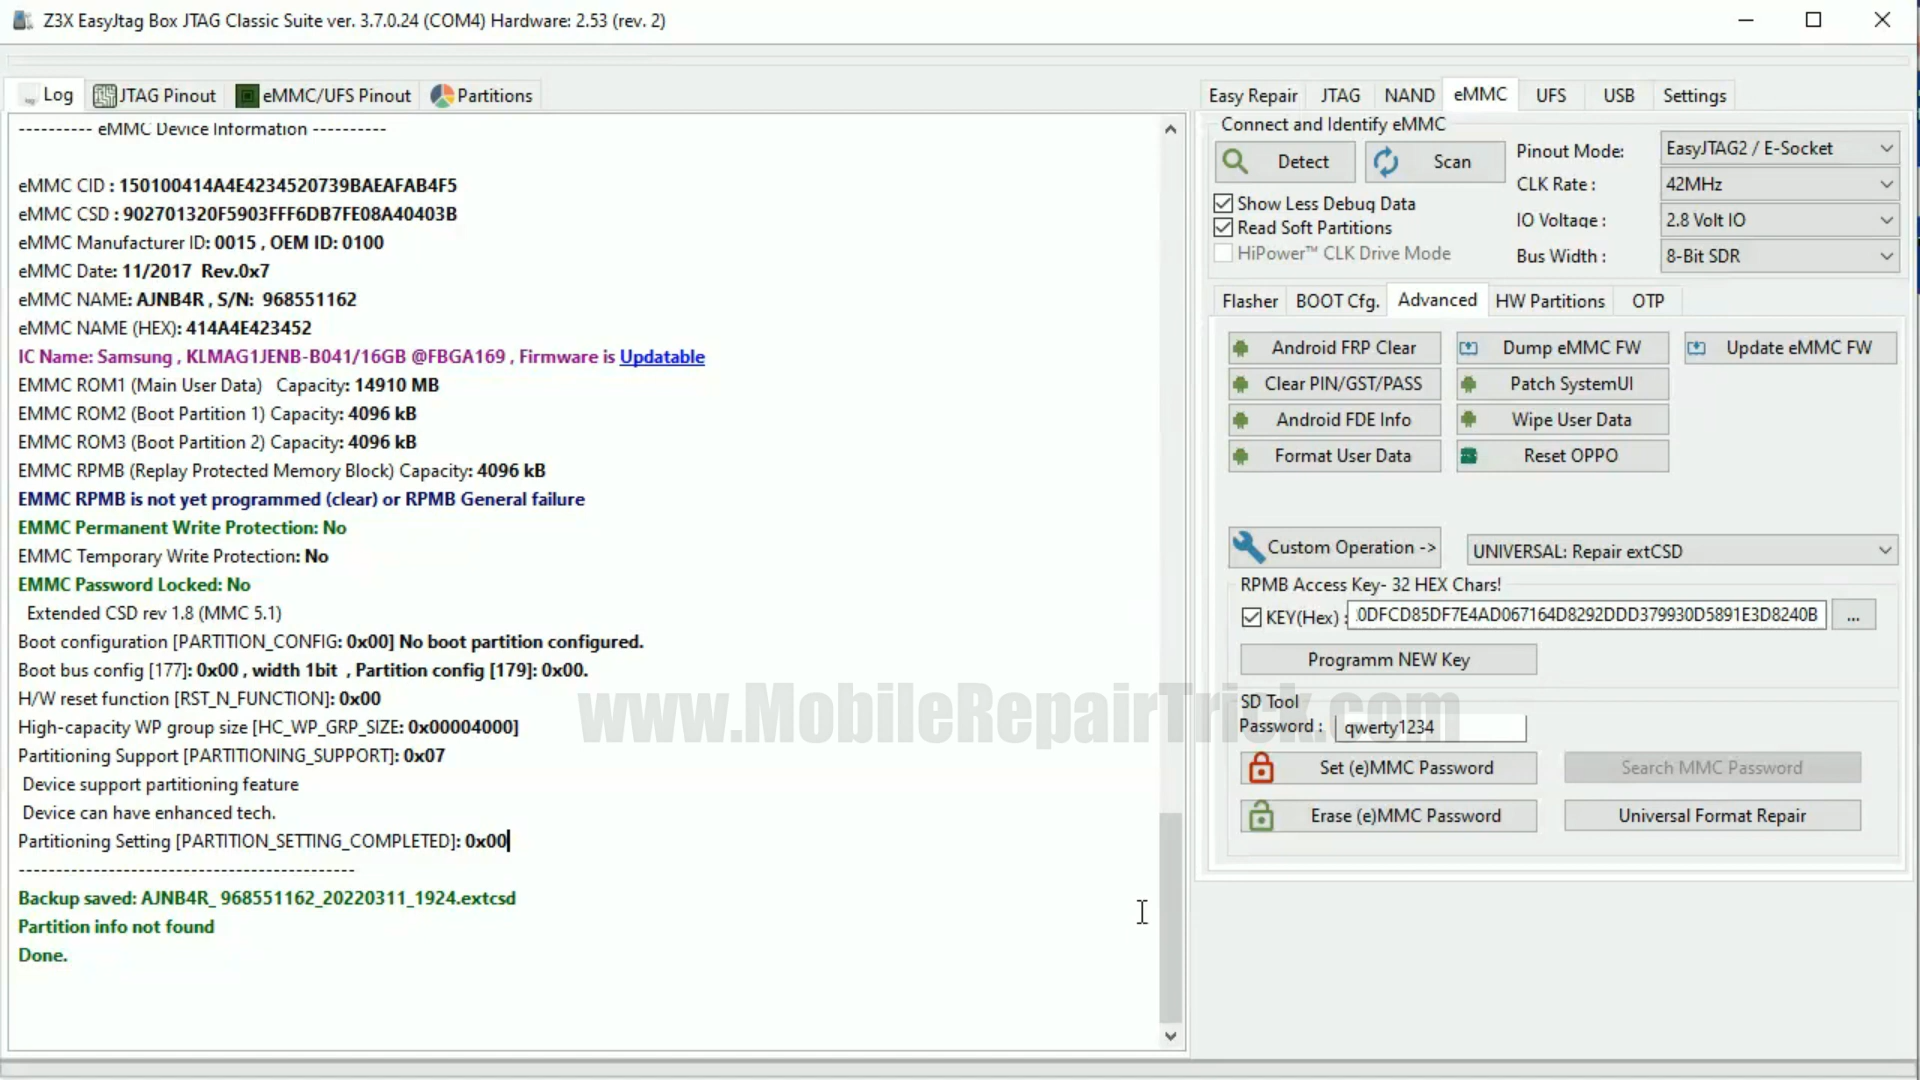 Z3X EasyJtag Box JTAG Classic Suite ver. 3.7.0.24 (COM4) Hardware: 2.53 (rev. 2)
Log JTAG Pinout eMMC/UFS Pinout Partitions
---------- eMMC Device Information ----------
eMMC CID : 150100414A4E4234520739BAEAFAB4F5
eMMC CSD : 902701320F5903FFF6DB7FE08A40403B
eMMC Manufacturer ID: 0015 , OEM ID: 0100
eMMC Date: 11/2017 Rev.0x7
eMMC NAME: AJNB4R , S/N: 968551162
eMMC NAME (HEX): 414A4E423452
IC Name: Samsung , KLMAG1JENB-B041/16GB @FBGA169 , Firmware is Updatable
EMMC ROM1 (Main User Data) Capacity: 14910 MB
EMMC ROM2 (Boot Partition 1) Capacity: 4096 kB
EMMC ROM3 (Boot Partition 2) Capacity: 4096 kB
EMMC RPMB (Replay Protected Memory Block) Capacity: 4096 kB
EMMC RPMB is not yet programmed (clear) or RPMB General failure
EMMC Permanent Write Protection: No
EMMC Temporary Write Protection: No
EMMC Password Locked: No
Extended CSD rev 1.8 (MMC 5.1)
Boot configuration [PARTITION_CONFIG: 0x00] No boot partition configured.
Boot bus config [177]: 0x00 , width 1bit , Partition config [179]: 0x00.
H/W reset function [RST_N_FUNCTION]: 0x00
High-capacity WP group size [HC_WP_GRP_SIZE: 0x00004000]
Partitioning Support [PARTITIONING_SUPPORT]: 0x07
Device support partitioning feature
Device can have enhanced tech.
Partitioning Setting [PARTITION_SETTING_COMPLETED]: 0x00
--------------------------------------------
Backup saved: AJNB4R_ 968551162_20220311_1924.extcsd
Partition info not found
Done.
www.MobileRepairTrick.com
Easy Repair JTAG NAND eMMC UFS USB Settings
Connect and Identify eMMC
Detect Scan
Pinout Mode: EasyJTAG2 / E-Socket
CLK Rate : 42MHz
Show Less Debug Data
IO Voltage : 2.8 Volt IO
Read Soft Partitions
HiPower™ CLK Drive Mode
Bus Width : 8-Bit SDR
Flasher BOOT Cfg. Advanced HW Partitions OTP
Android FRP Clear Dump eMMC FW Update eMMC FW
Clear PIN/GST/PASS Patch SystemUI
Android FDE Info Wipe User Data
Format User Data Reset OPPO
Custom Operation -> UNIVERSAL: Repair extCSD
RPMB Access Key- 32 HEX Chars!
KEY(Hex) : 0DFCD85DF7E4AD067164D8292DDD379930D5891E3D8240B ...
Programm NEW Key
SD Tool
Password : qwerty1234
Set (e)MMC Password Search MMC Password
Erase (e)MMC Password Universal Format Repair